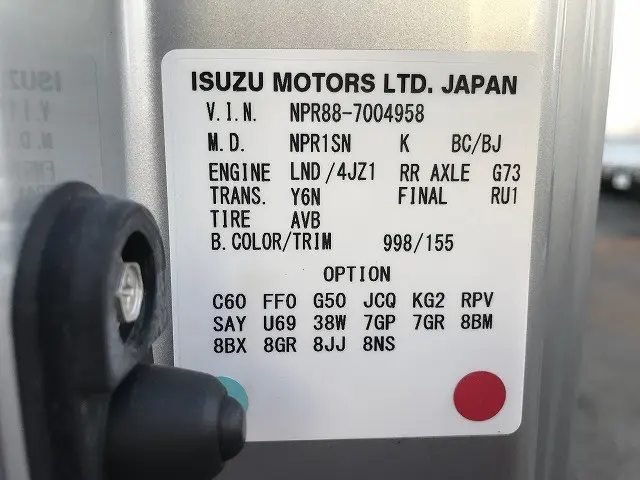 ISUZU MOTORS LTD. JAPAN
V.I.N. NPR88-7004958
M.D. NPR1SN K BC/BJ
ENGINE LND/4JZ1 RR AXLE G73
TRANS. Y6N FINAL RU1
TIRE AVB
B.COLOR/TRIM 998/155
OPTION
C60 FF0 G50 JCQ KG2 RPV
SAY U69 38W 7GP 7GR 8BM
8BX 8GR 8JJ 8NS